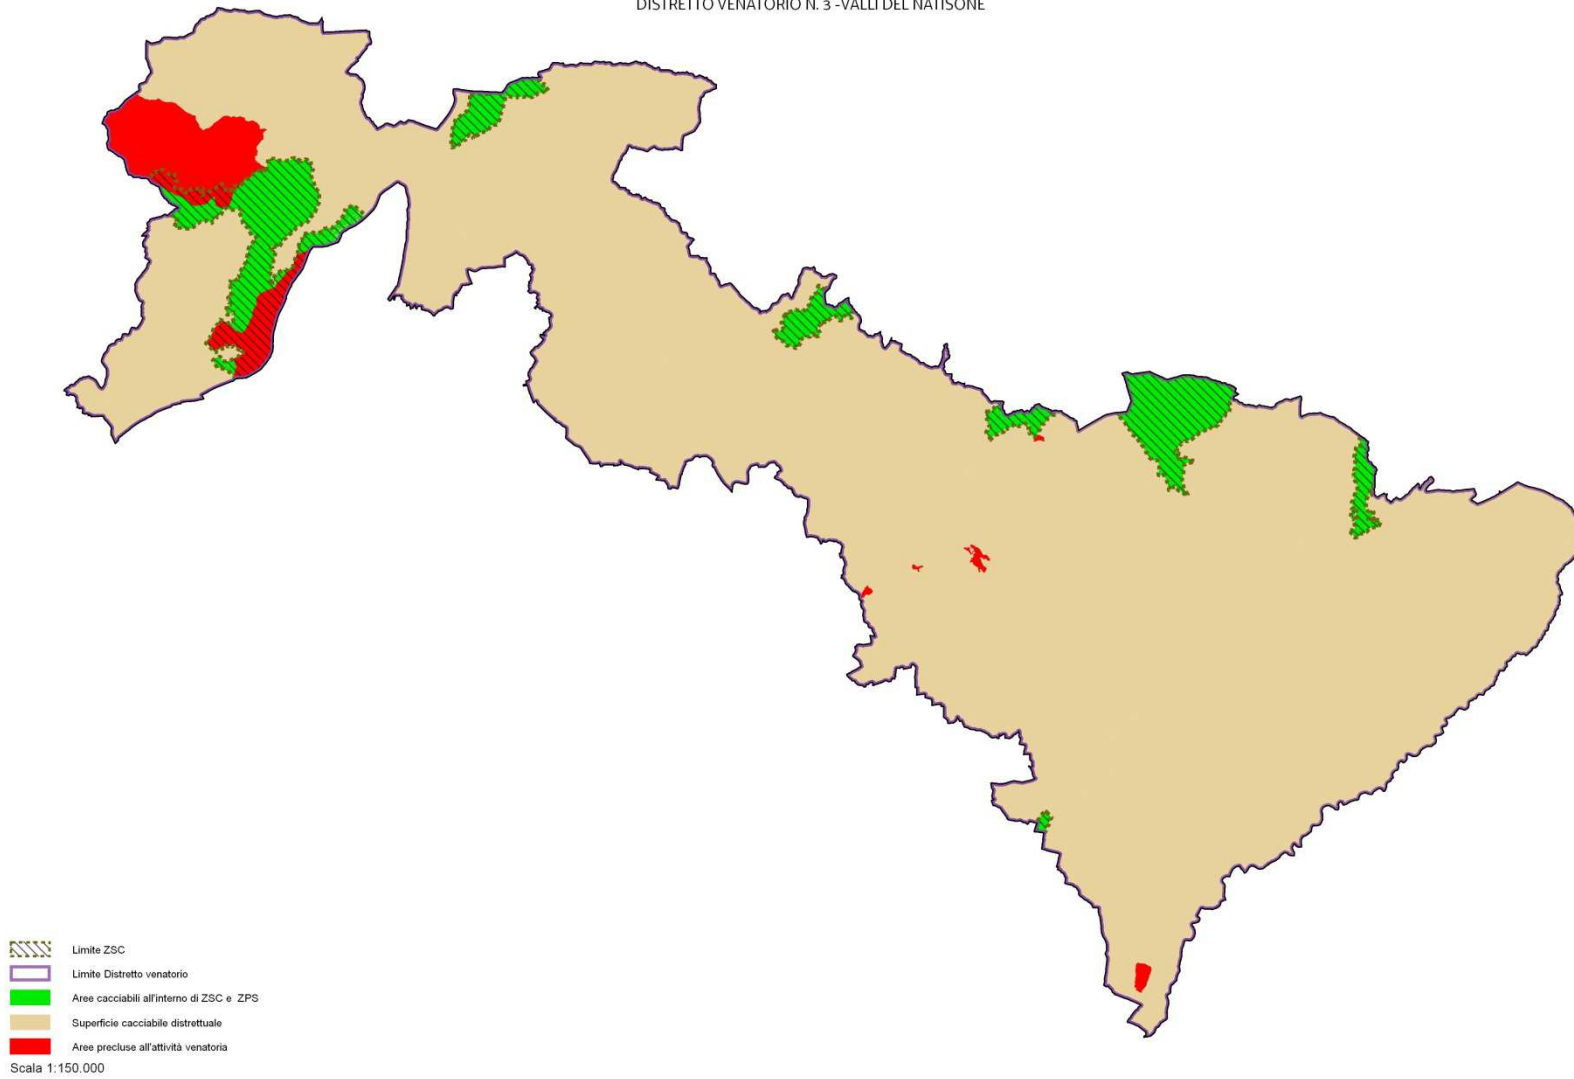 DISTRETTO VENATORIO N. 3 -VALLI DEL NATISONE
Limite ZSC
Limite Distretto venatorio
Aree cacciabili all'interno di ZSC e ZPS
Superficie cacciabile distrettuale
Aree precluse all'attività venatoria
Scala 1:150.000